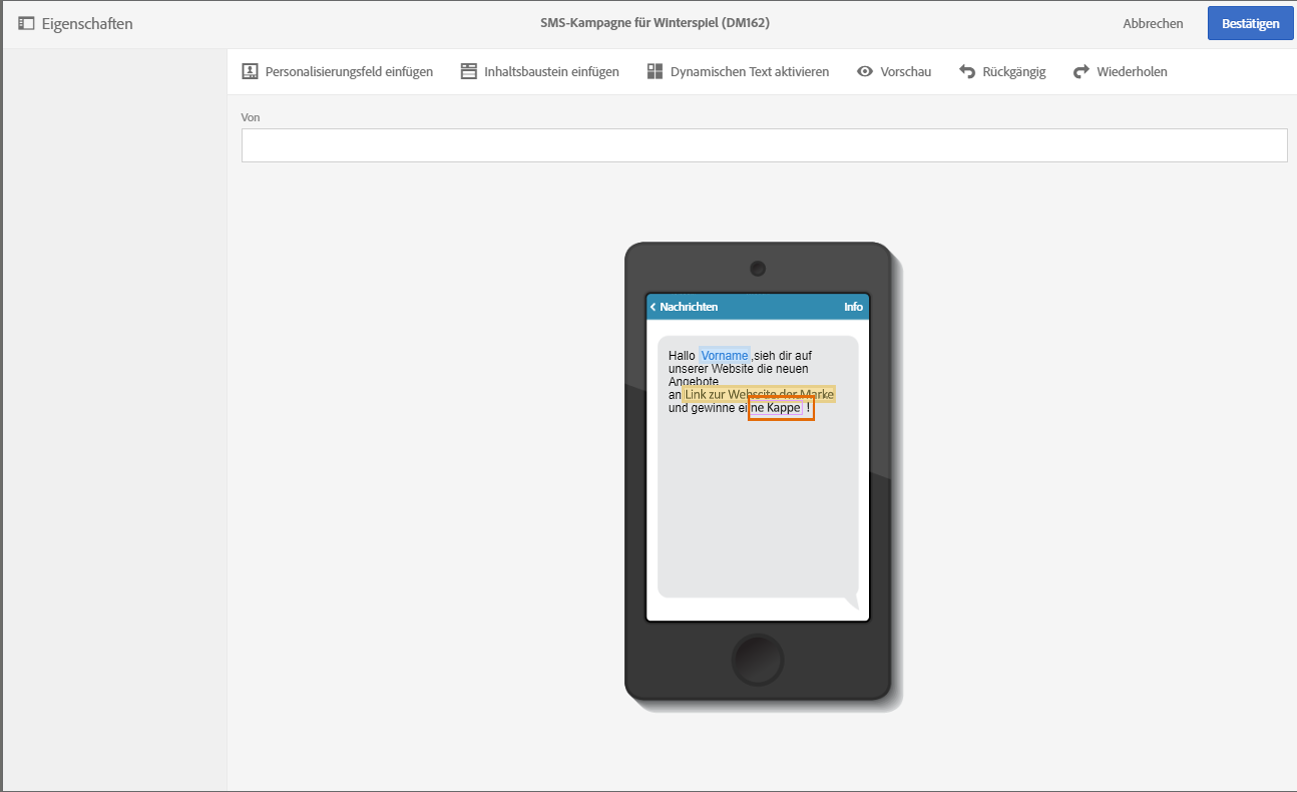 Eigenschaften
SMS-Kampagne für Winterspiel (DM162)
Abbrechen
Bestätigen
Personalisierungsfeld einfügen
Inhaltsbaustein einfügen
Dynamischen Text aktivieren
Vorschau
Rückgängig
Wiederholen
Von
Nachrichten
Info
Hallo Vorname ,sieh dir auf
unserer Website die neuen
Angebote
an Link zur Webscite der Marke
und gewinne eine Kappe !